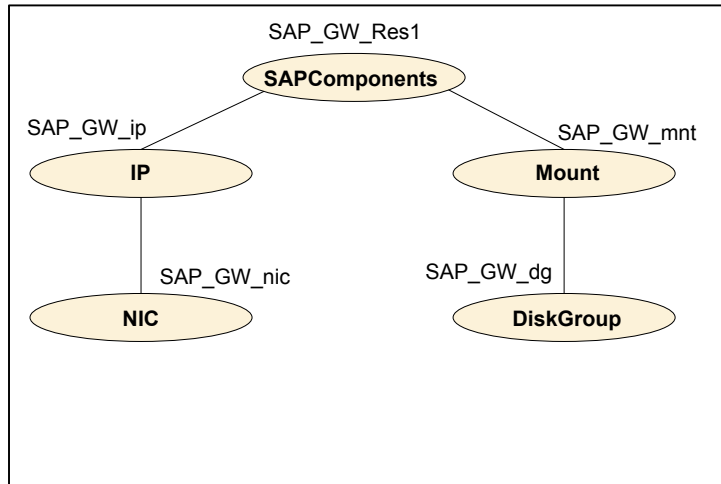 SAP_GW_Res1
SAPComponents
SAP_GW_ip
SAP_GW_mnt
IP
Mount
SAP_GW_nic
SAP_GW_dg
NIC
DiskGroup